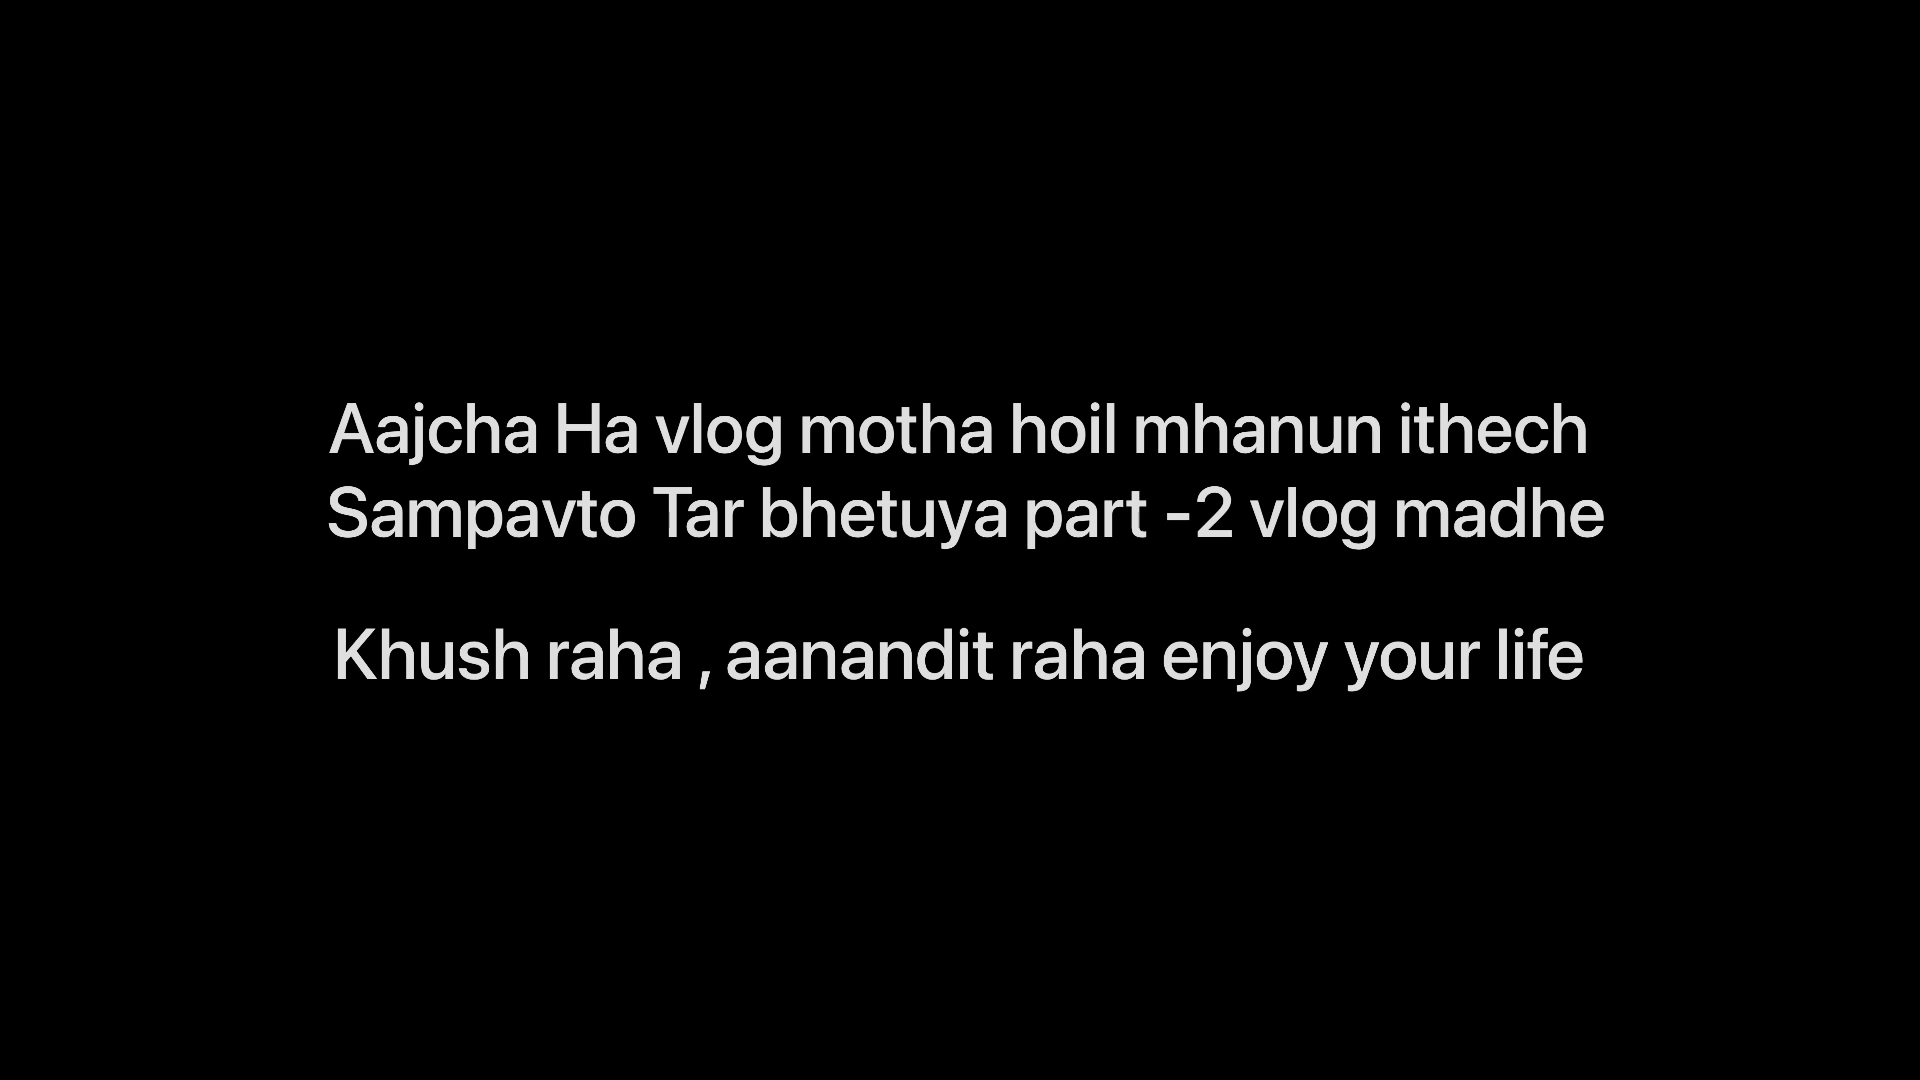 Aajcha Ha vlog motha hoil mhanun ithech
Sampavto Tar bhetuya part -2 vlog madhe
Khush raha , aanandit raha enjoy your life